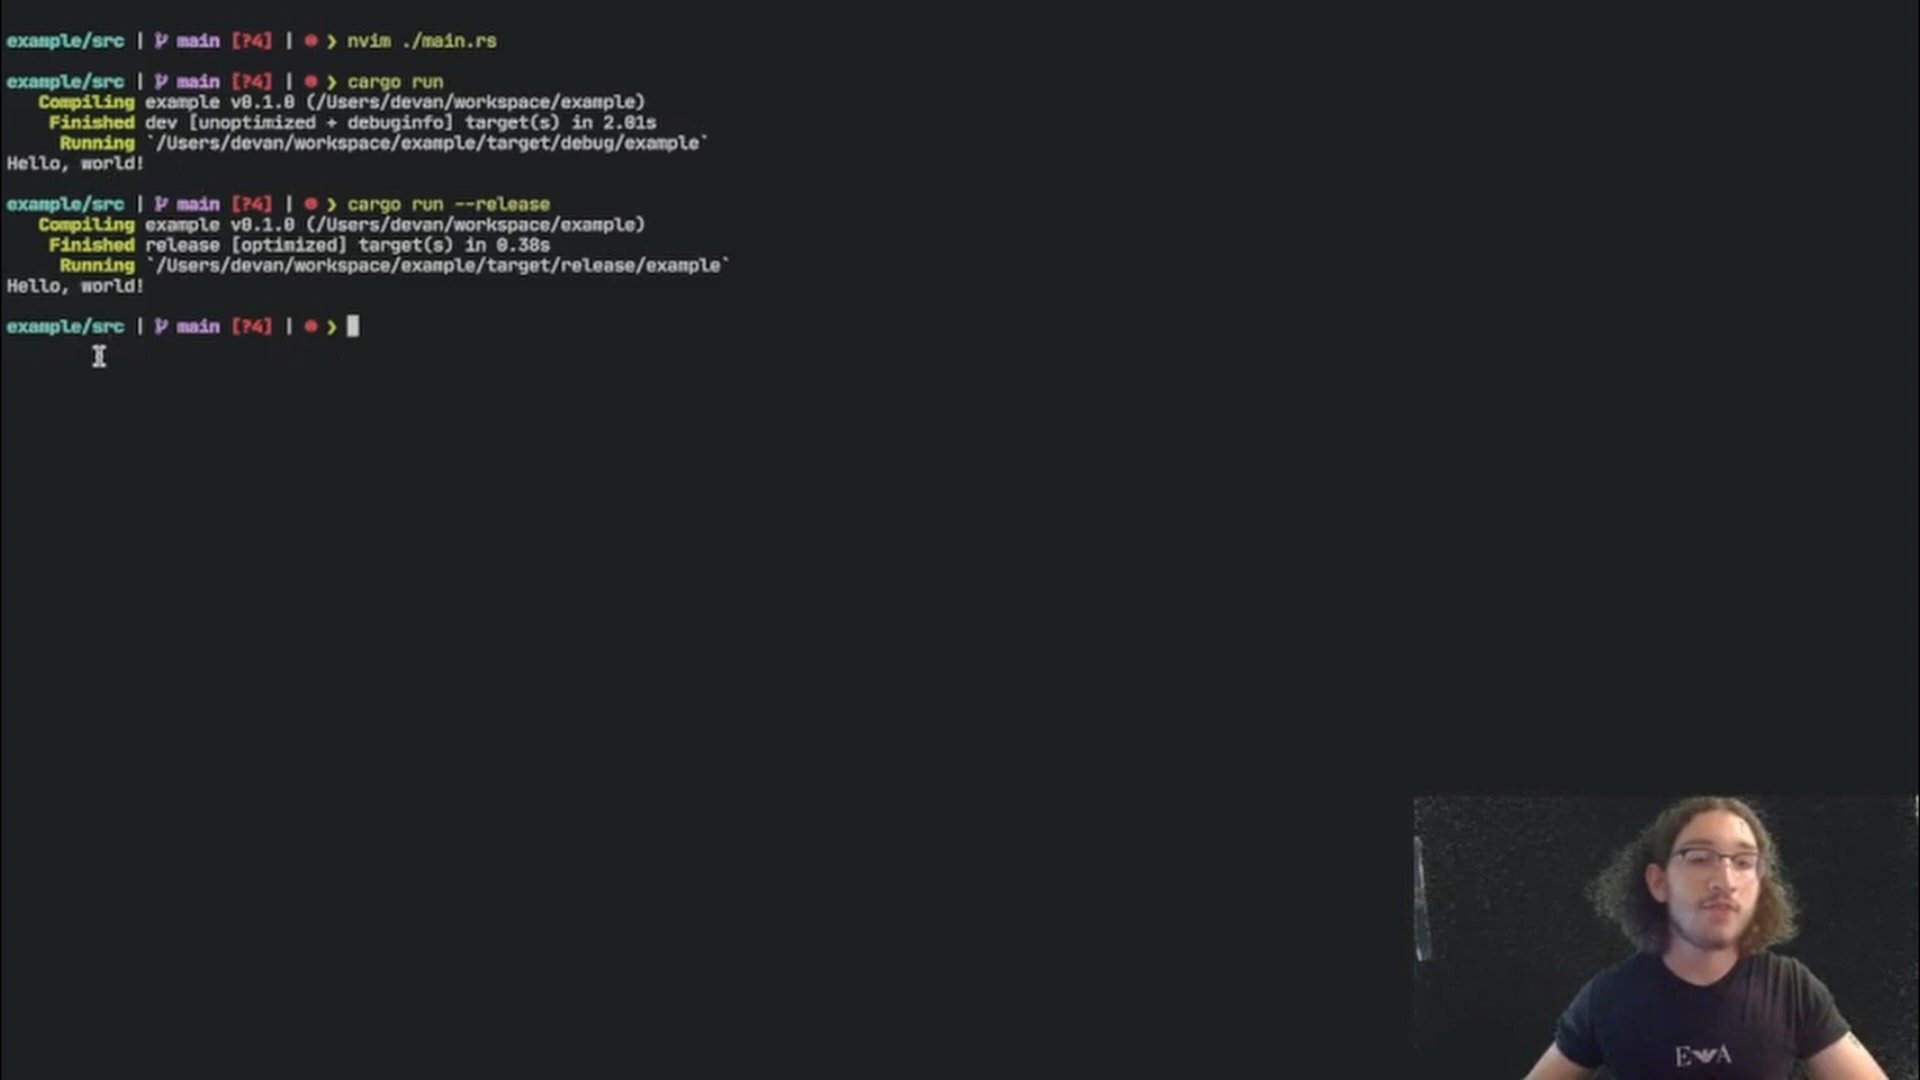 example/src | main [?4] | ❯ nvim ./main.rs
example/src | main [?4] | ❯ cargo run
Compiling example v0.1.0 (/Users/devan/workspace/example)
Finished dev [unoptimized + debuginfo] target(s) in 2.01s
Running `/Users/devan/workspace/example/target/debug/example`
Hello, world!
example/src | main [?4] | ❯ cargo run --release
Compiling example v0.1.0 (/Users/devan/workspace/example)
Finished release [optimized] target(s) in 0.38s
Running `/Users/devan/workspace/example/target/release/example`
Hello, world!
example/src | main [?4] | ❯
E A